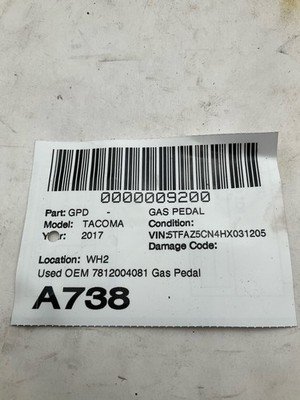 0000009200
Part: GPD - GAS PEDAL
Model: TACOMA Condition:
Year: 2017 VIN:5TFAZ5CN4HX031205
Damage Code:
Location: WH2
Used OEM 7812004081 Gas Pedal
A738